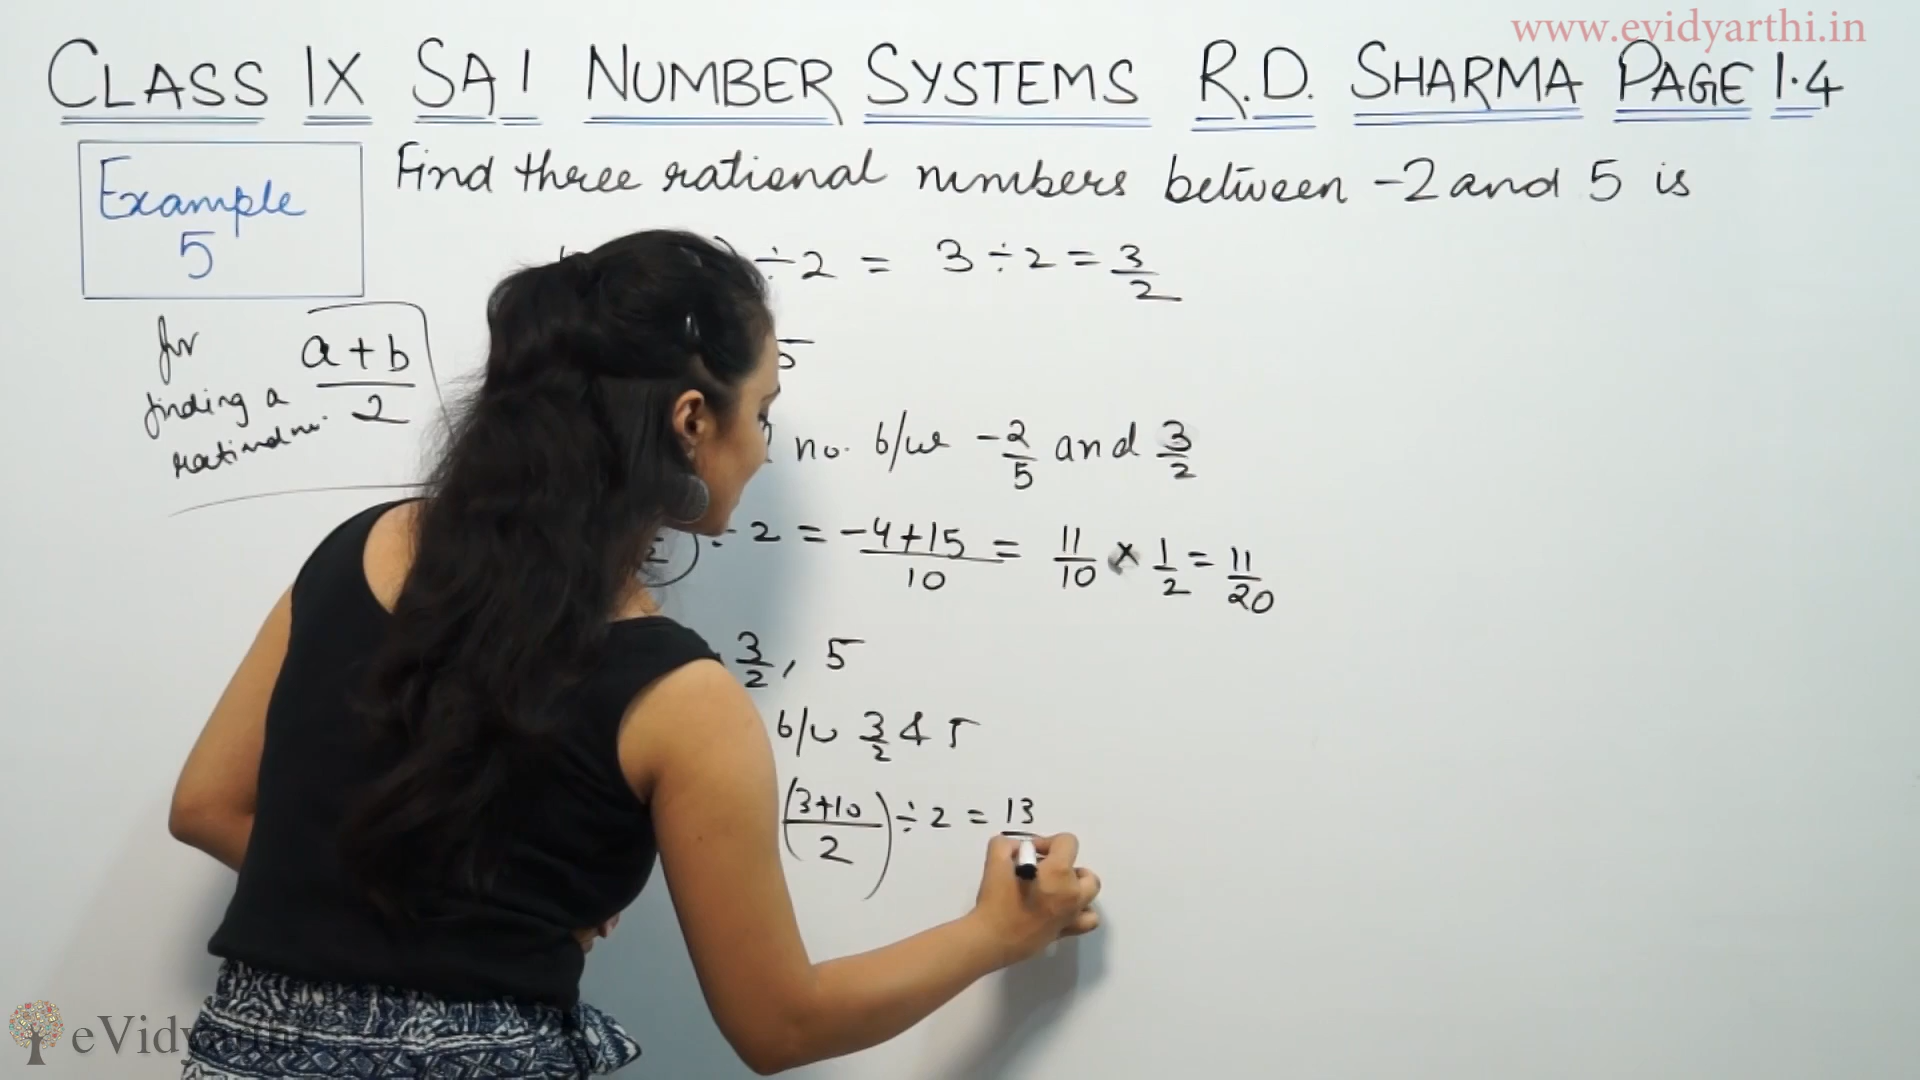 www.evidyarthi.in
CLASS IX SA1 NUMBER SYSTEMS R.D. SHARMA PAGE 1.4
Example
5
Find three rational numbers between -2 and 5 is
÷ 2 = 3 ÷ 2 = 3/2
for
finding a
rational no.
a + b
2
5
no. b/w -2/5 and 3/2
÷ 2 = -4+15/10 = 11/10 × 1/2 = 11/20
3/2, 5
b/w 3/2 & 5
(3+10/2) ÷ 2 = 13
eVidyarthi